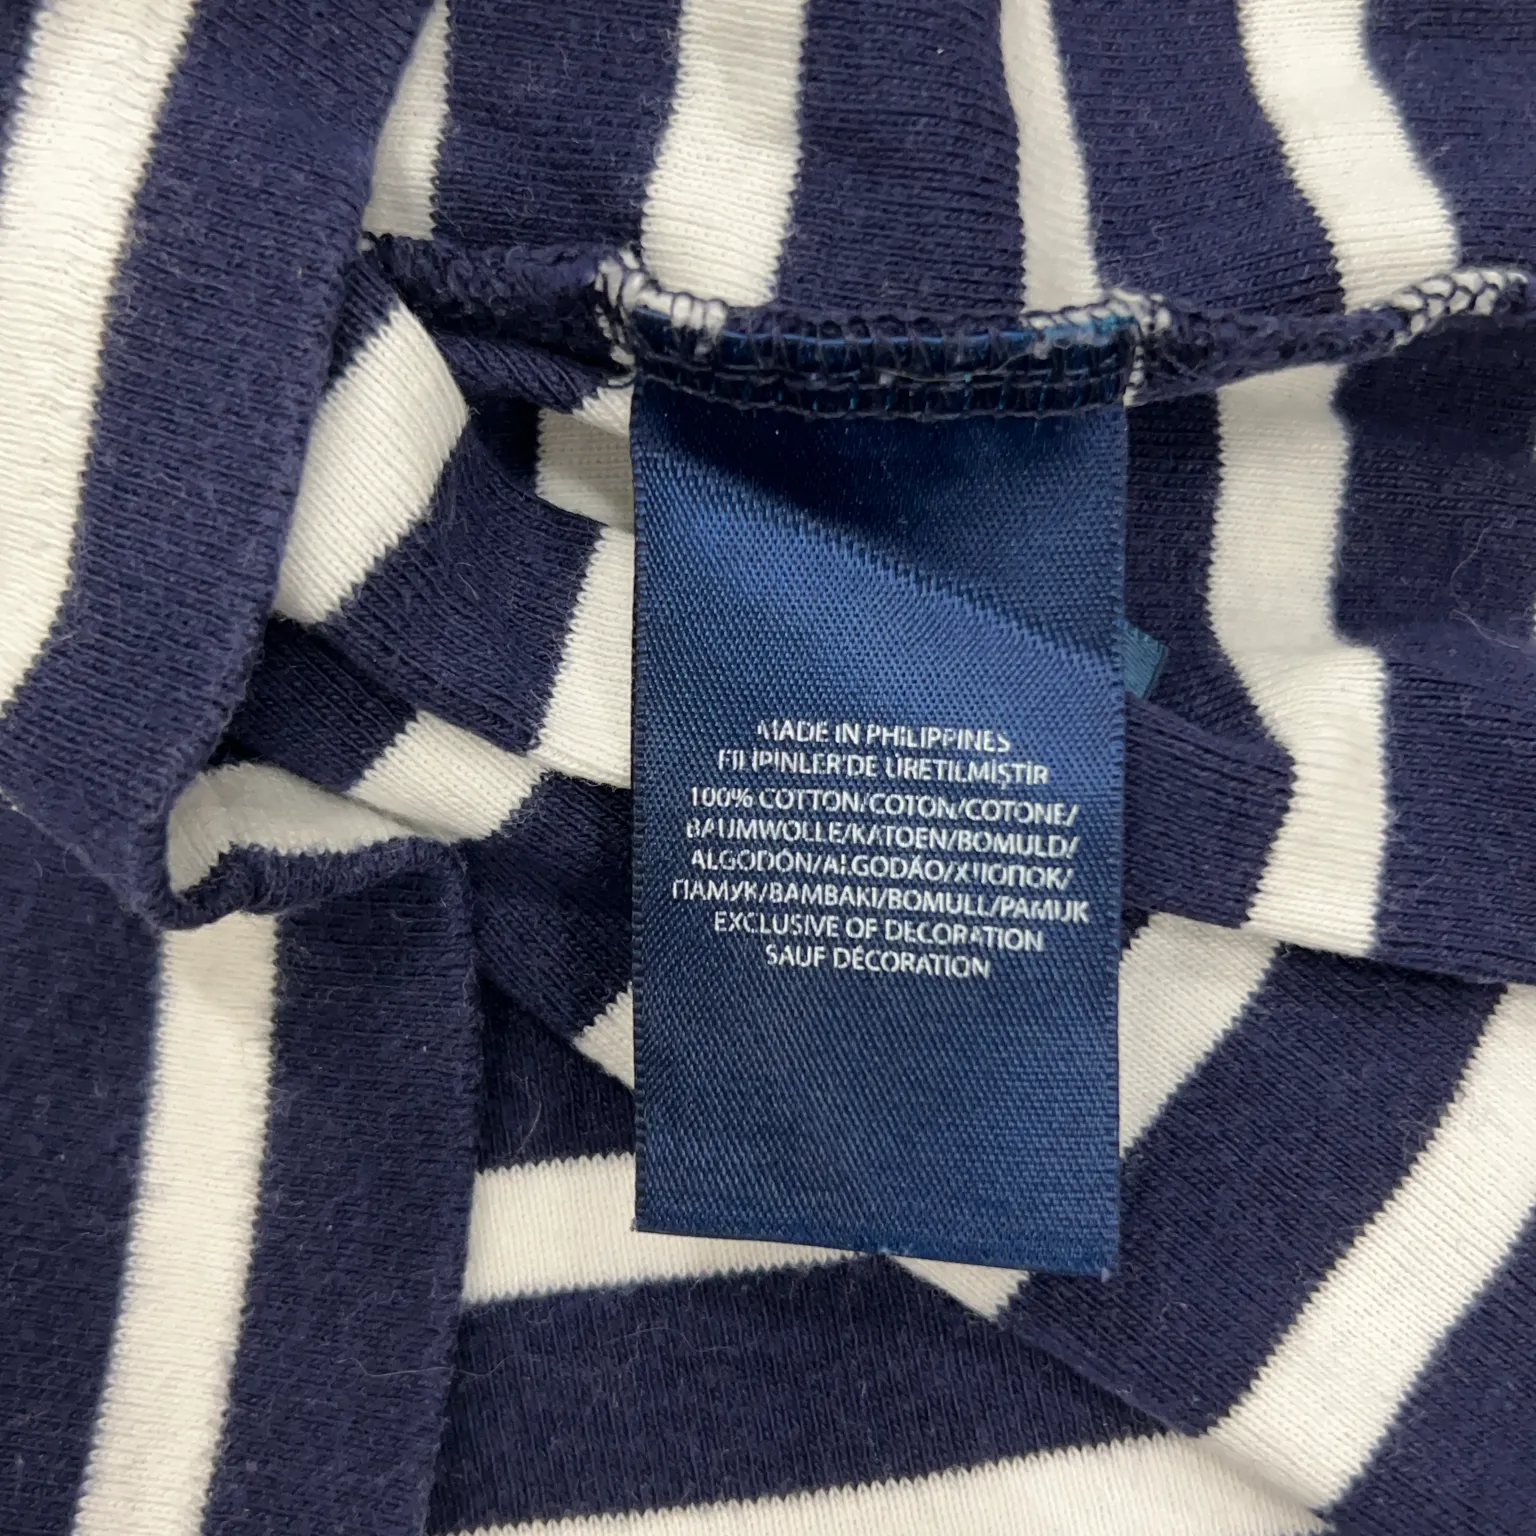 MADE IN PHILIPPINES
FILIPINLER'DE ÜRETILMIŞTIR
100% COTTON/COTON/COTONE/
BAUMWOLLE/KATOEN/BOMULD/
ALGODÓN/ALGODÃO/ХЛОПОК/
ПАМУК/BAMBAKI/BOMULL/PAMUK
EXCLUSIVE OF DECORATION
SAUF DÉCORATION